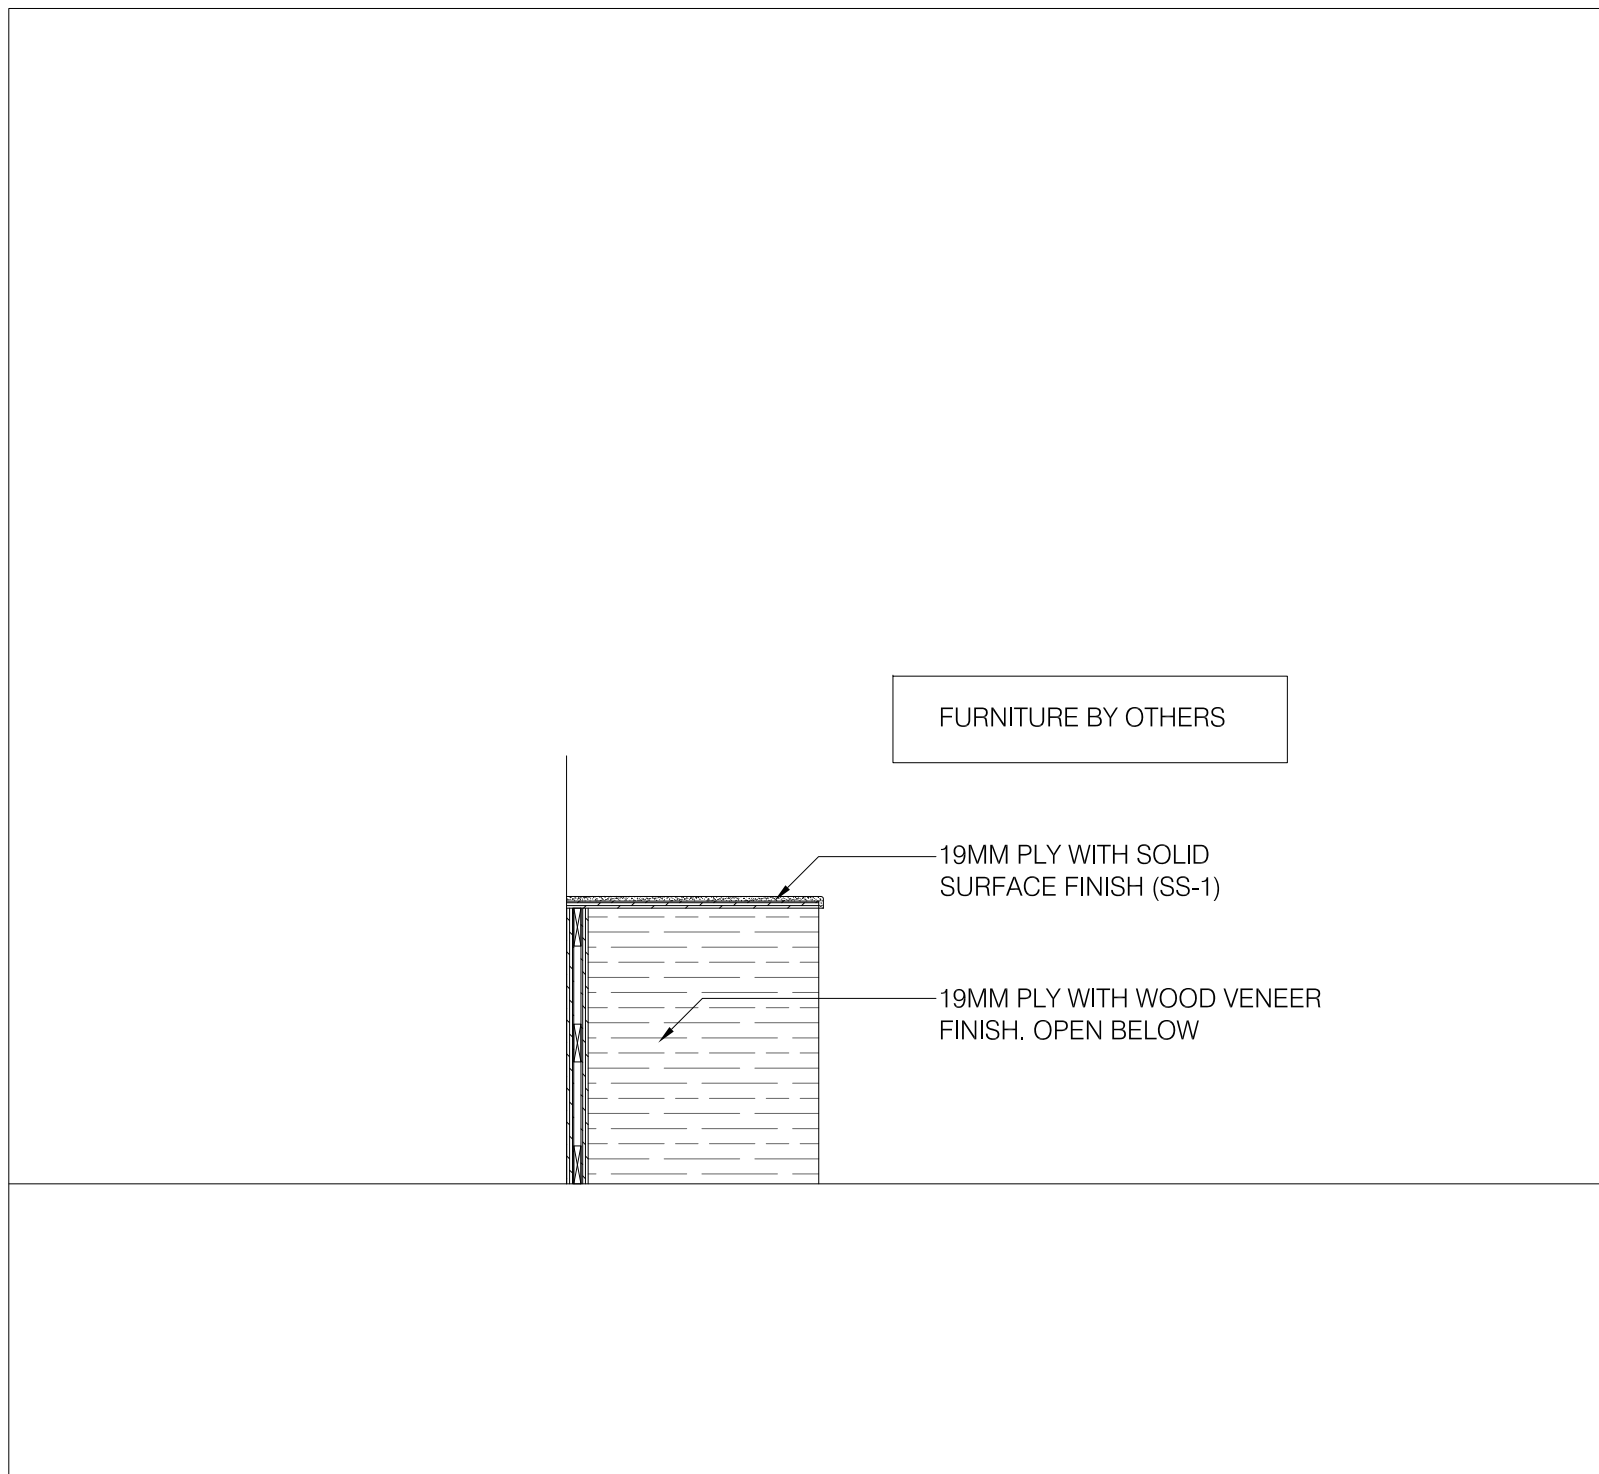 FURNITURE BY OTHERS
19MM PLY WITH SOLID
SURFACE FINISH (SS-1)
19MM PLY WITH WOOD VENEER
FINISH. OPEN BELOW